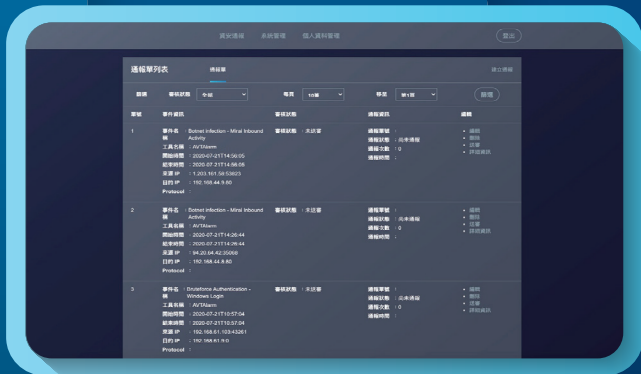 資安通報 系統管理 個人資料管理 登出
通報單列表 通報單 建立通報
篩選 審核狀態 全部 每頁 10筆 移至 第1頁 篩選
單號 事件資訊 審核狀態 通報資訊 編輯
1 事件名稱 : Botnet Infection - Mirai Inbound Activity 審核狀態 : 未送審 通報單號 : • 編輯
工具名稱 : AVTAlarm 通報狀態 : 尚未通報 • 刪除
開始時間 : 2020-07-21T14:56:05 通報次數 : 0 • 送審
結束時間 : 2020-07-21T14:56:08 通報時間 : • 詳細資訊
來源 IP : 1.203.161.58:53623
目的 IP : 192.168.44.9:80
Protocol :
2 事件名稱 : Botnet Infection - Mirai Inbound Activity 審核狀態 : 未送審 通報單號 : • 編輯
工具名稱 : AVTAlarm 通報狀態 : 尚未通報 • 刪除
開始時間 : 2020-07-21T14:26:44 通報次數 : 0 • 送審
結束時間 : 2020-07-21T14:26:44 通報時間 : • 詳細資訊
來源 IP : 94.20.64.42:35068
目的 IP : 192.168.44.8:80
Protocol :
3 事件名稱 : Bruteforce Authentication - Windows Login 審核狀態 : 未送審 通報單號 : • 編輯
工具名稱 : AVTAlarm 通報狀態 : 尚未通報 • 刪除
開始時間 : 2020-07-21T10:57:04 通報次數 : 0 • 送審
結束時間 : 2020-07-21T10:57:04 通報時間 : • 詳細資訊
來源 IP : 192.168.61.103:43261
目的 IP : 192.168.61.9:0
Protocol :